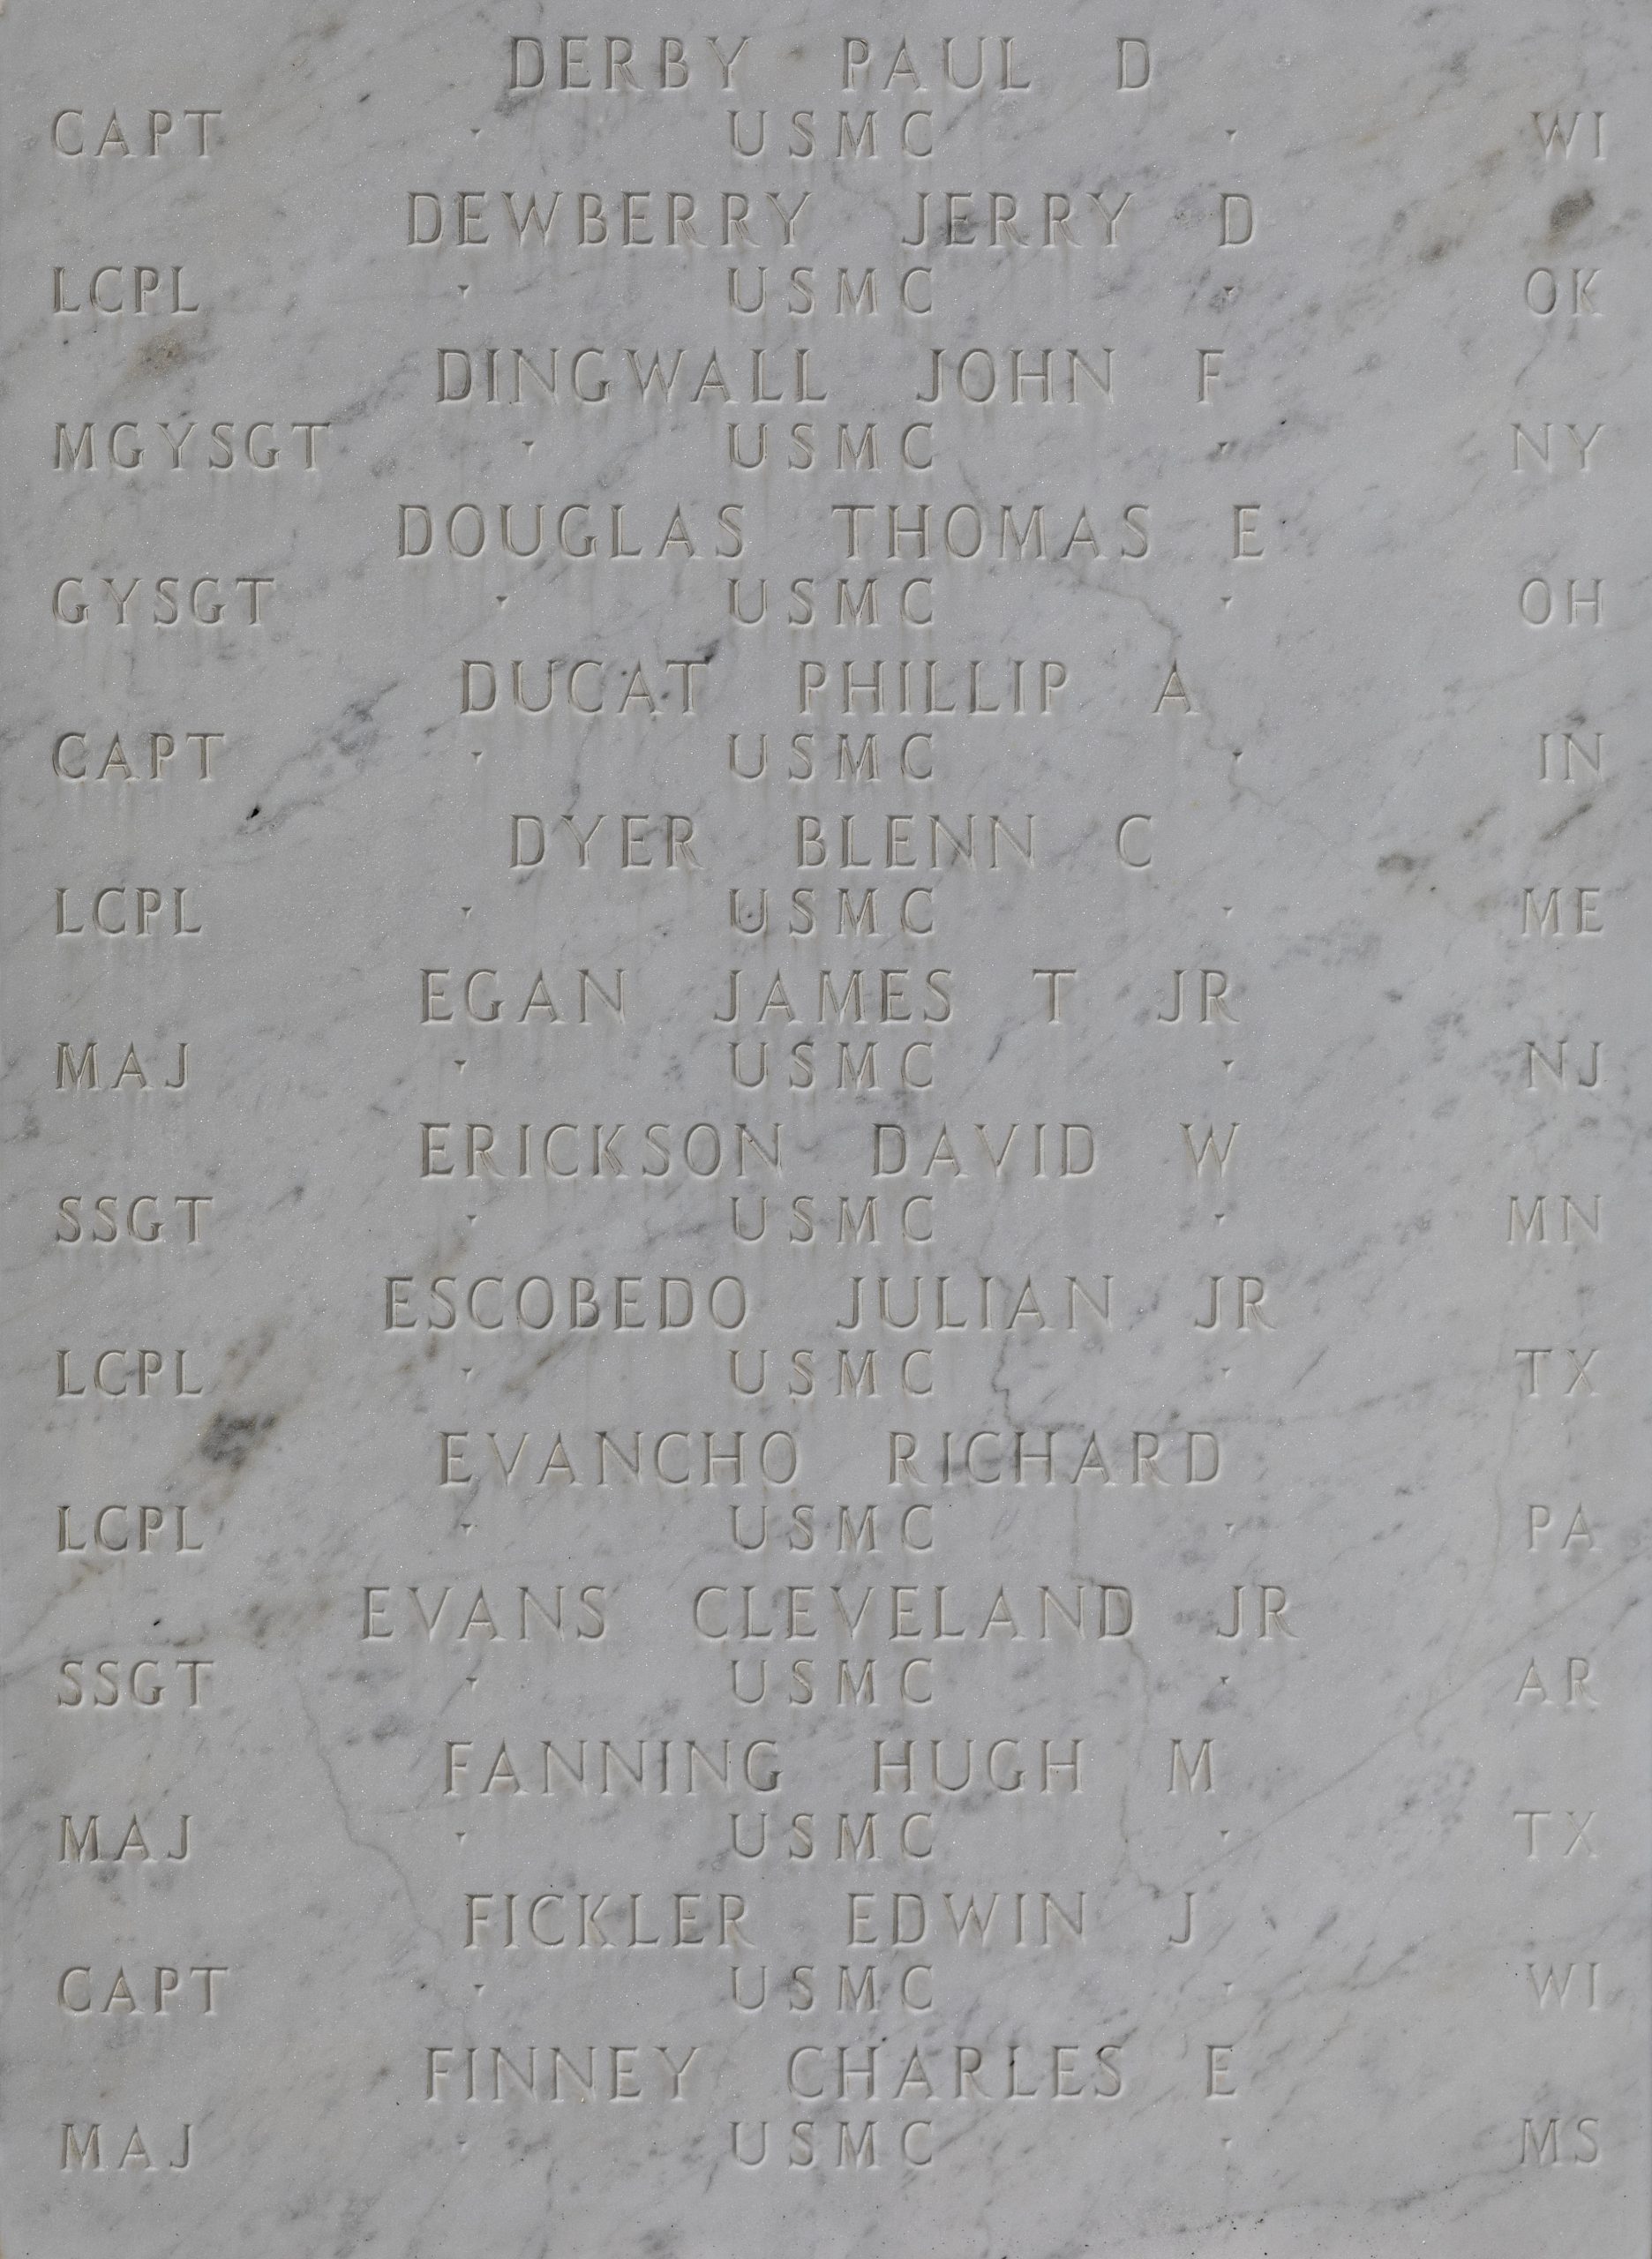 DERBY PAUL D
CAPT · USMC · WI
DEWBERRY JERRY D
LCPL · USMC · OK
DINGWALL JOHN F
MGYSGT · USMC · NY
DOUGLAS THOMAS E
GYSGT · USMC · OH
DUCAT PHILLIP A
CAPT · USMC · IN
DYER BLENN C
LCPL · USMC · ME
EGAN JAMES T JR
MAJ · USMC · NJ
ERICKSON DAVID W
SSGT · USMC · MN
ESCOBEDO JULIAN JR
LCPL · USMC · TX
EVANCHO RICHARD
LCPL · USMC · PA
EVANS CLEVELAND JR
SSGT · USMC · AR
FANNING HUGH M
MAJ · USMC · TX
FICKLER EDWIN J
CAPT · USMC · WI
FINNEY CHARLES E
MAJ · USMC · MS